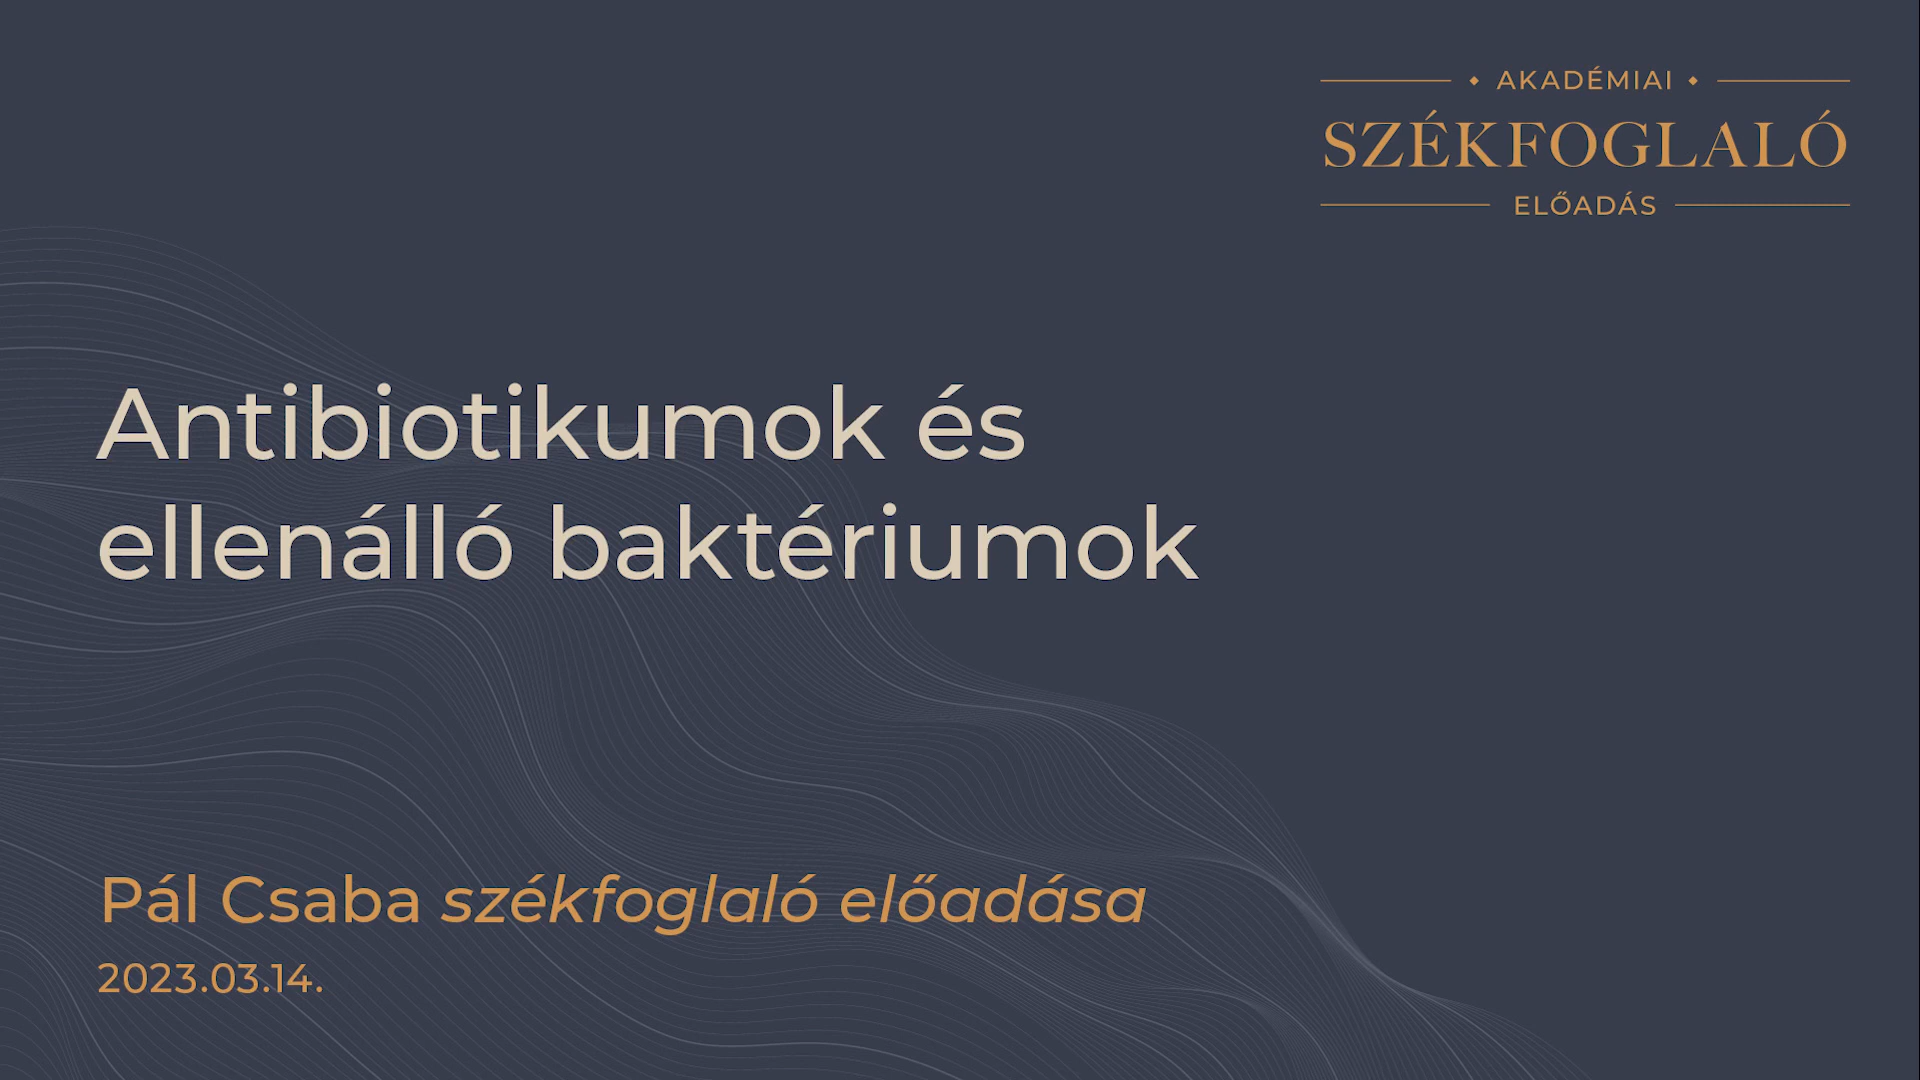 AKADÉMIAI
SZÉKFOGLALÓ
ELŐADÁS
Antibiotikumok és
ellenálló baktériumok
Pál Csaba székfoglaló előadása
2023.03.14.